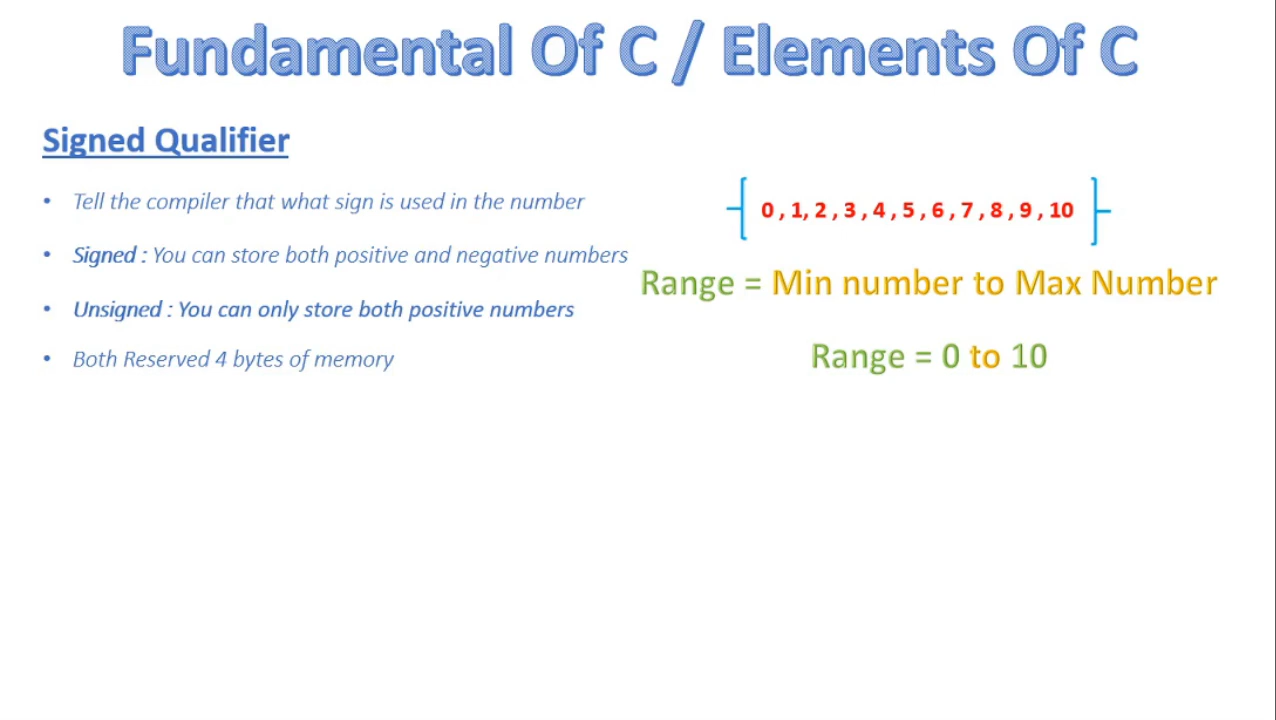 Fundamental Of C / Elements Of C
Signed Qualifier
• Tell the compiler that what sign is used in the number
• Signed : You can store both positive and negative numbers
• Unsigned : You can only store both positive numbers
• Both Reserved 4 bytes of memory
0 , 1, 2 , 3 , 4 , 5 , 6 , 7 , 8 , 9 , 10
Range = Min number to Max Number
Range = 0 to 10